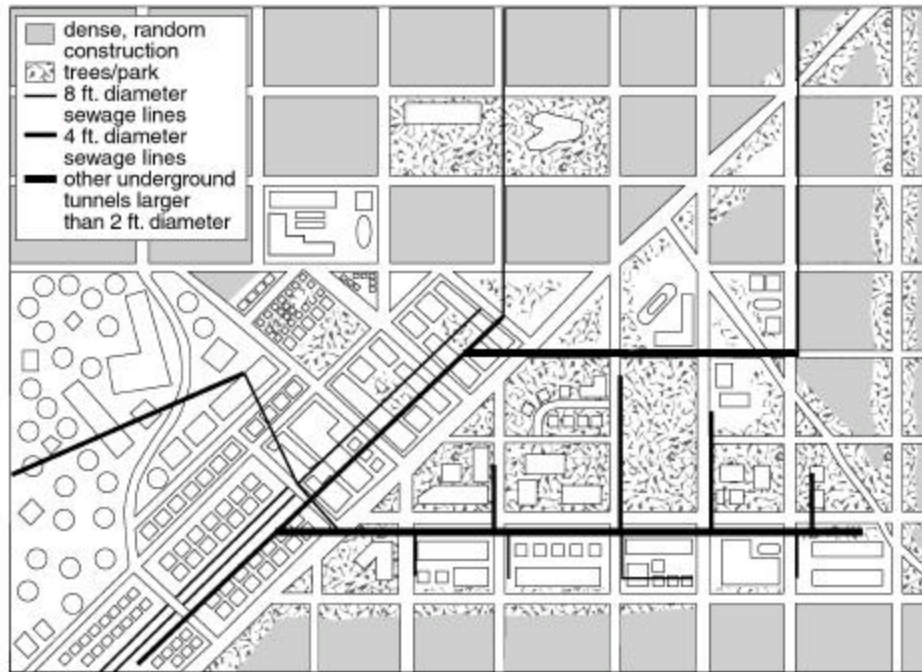 dense, random
construction
trees/park
8 ft. diameter
sewage lines
4 ft. diameter
sewage lines
other underground
tunnels larger
than 2 ft. diameter